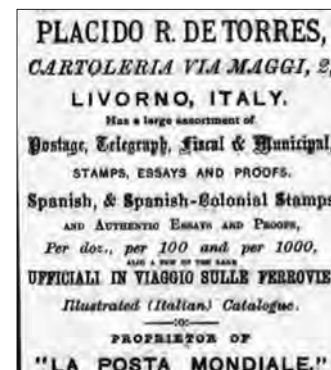 PLACIDO R. DE TORRES,
CARTOLERIA VIA MAGGI, 2,
LIVORNO, ITALY.
Has a large assortment of
Postage, Telegraph, Fiscal & Municipal,
STAMPS, ESSAYS AND PROOFS.
Spanish, & Spanish-Colonial Stamps
AND AUTHENTIC ESSAYS AND PROOFS,
Per doz., per 100 and per 1000,
ALSO A FEW OF THE RARE
UFFICIALI IN VIAGGIO SULLE FERROVIE
Illustrated (Italian) Catalogue.
PROPRIETOR OF
"LA POSTA MONDIALE."